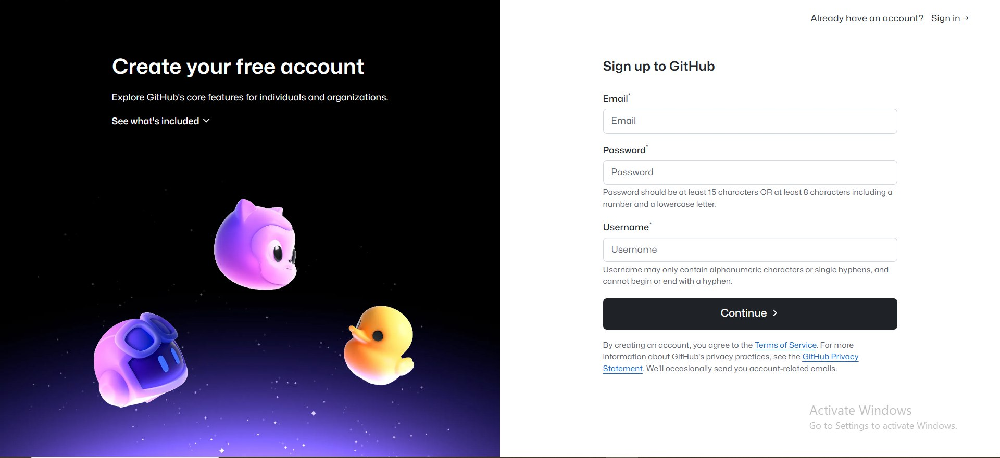 Already have an account? Sign in →
Create your free account
Explore GitHub's core features for individuals and organizations.
See what's included
Sign up to GitHub
Email*
Email
Password*
Password
Password should be at least 15 characters OR at least 8 characters including a
number and a lowercase letter.
Username*
Username
Username may only contain alphanumeric characters or single hyphens, and
cannot begin or end with a hyphen.
Continue
By creating an account, you agree to the Terms of Service. For more
information about GitHub's privacy practices, see the GitHub Privacy
Statement. We'll occasionally send you account-related emails.
Activate Windows
Go to Settings to activate Windows.